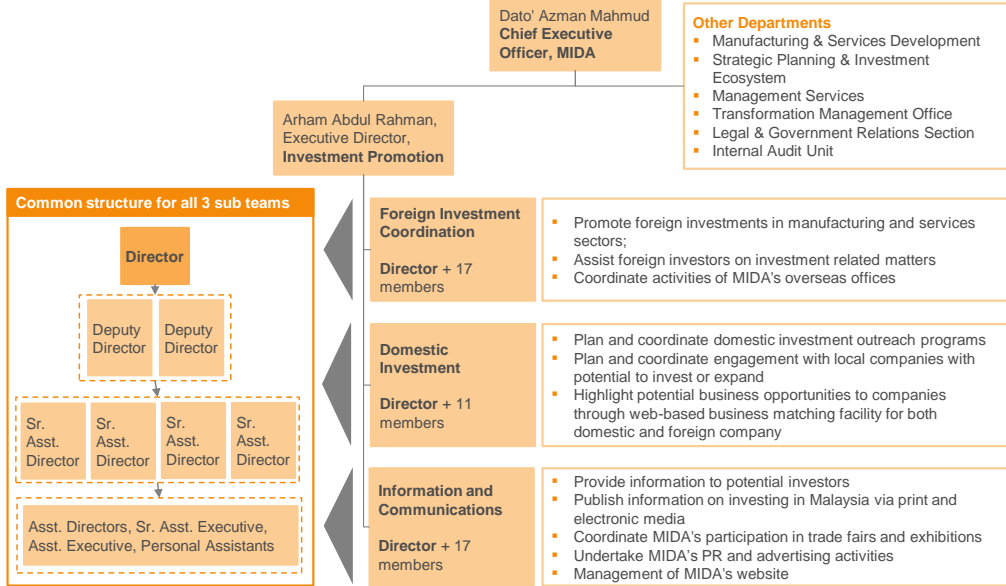 Dato' Azman Mahmud
Chief Executive
Officer, MIDA
Other Departments
▪ Manufacturing & Services Development
▪ Strategic Planning & Investment
Ecosystem
▪ Management Services
▪ Transformation Management Office
▪ Legal & Government Relations Section
▪ Internal Audit Unit
Arham Abdul Rahman,
Executive Director,
Investment Promotion
Common structure for all 3 sub teams
Director
Deputy
Director
Deputy
Director
Sr.
Asst.
Director
Sr.
Asst.
Director
Sr.
Asst.
Director
Sr.
Asst.
Director
Asst. Directors, Sr. Asst. Executive,
Asst. Executive, Personal Assistants
Foreign Investment
Coordination
Director + 17
members
▪ Promote foreign investments in manufacturing and services
sectors;
▪ Assist foreign investors on investment related matters
▪ Coordinate activities of MIDA's overseas offices
Domestic
Investment
Director + 11
members
▪ Plan and coordinate domestic investment outreach programs
▪ Plan and coordinate engagement with local companies with
potential to invest or expand
▪ Highlight potential business opportunities to companies
through web-based business matching facility for both
domestic and foreign company
Information and
Communications
Director + 17
members
▪ Provide information to potential investors
▪ Publish information on investing in Malaysia via print and
electronic media
▪ Coordinate MIDA's participation in trade fairs and exhibitions
▪ Undertake MIDA's PR and advertising activities
▪ Management of MIDA's website